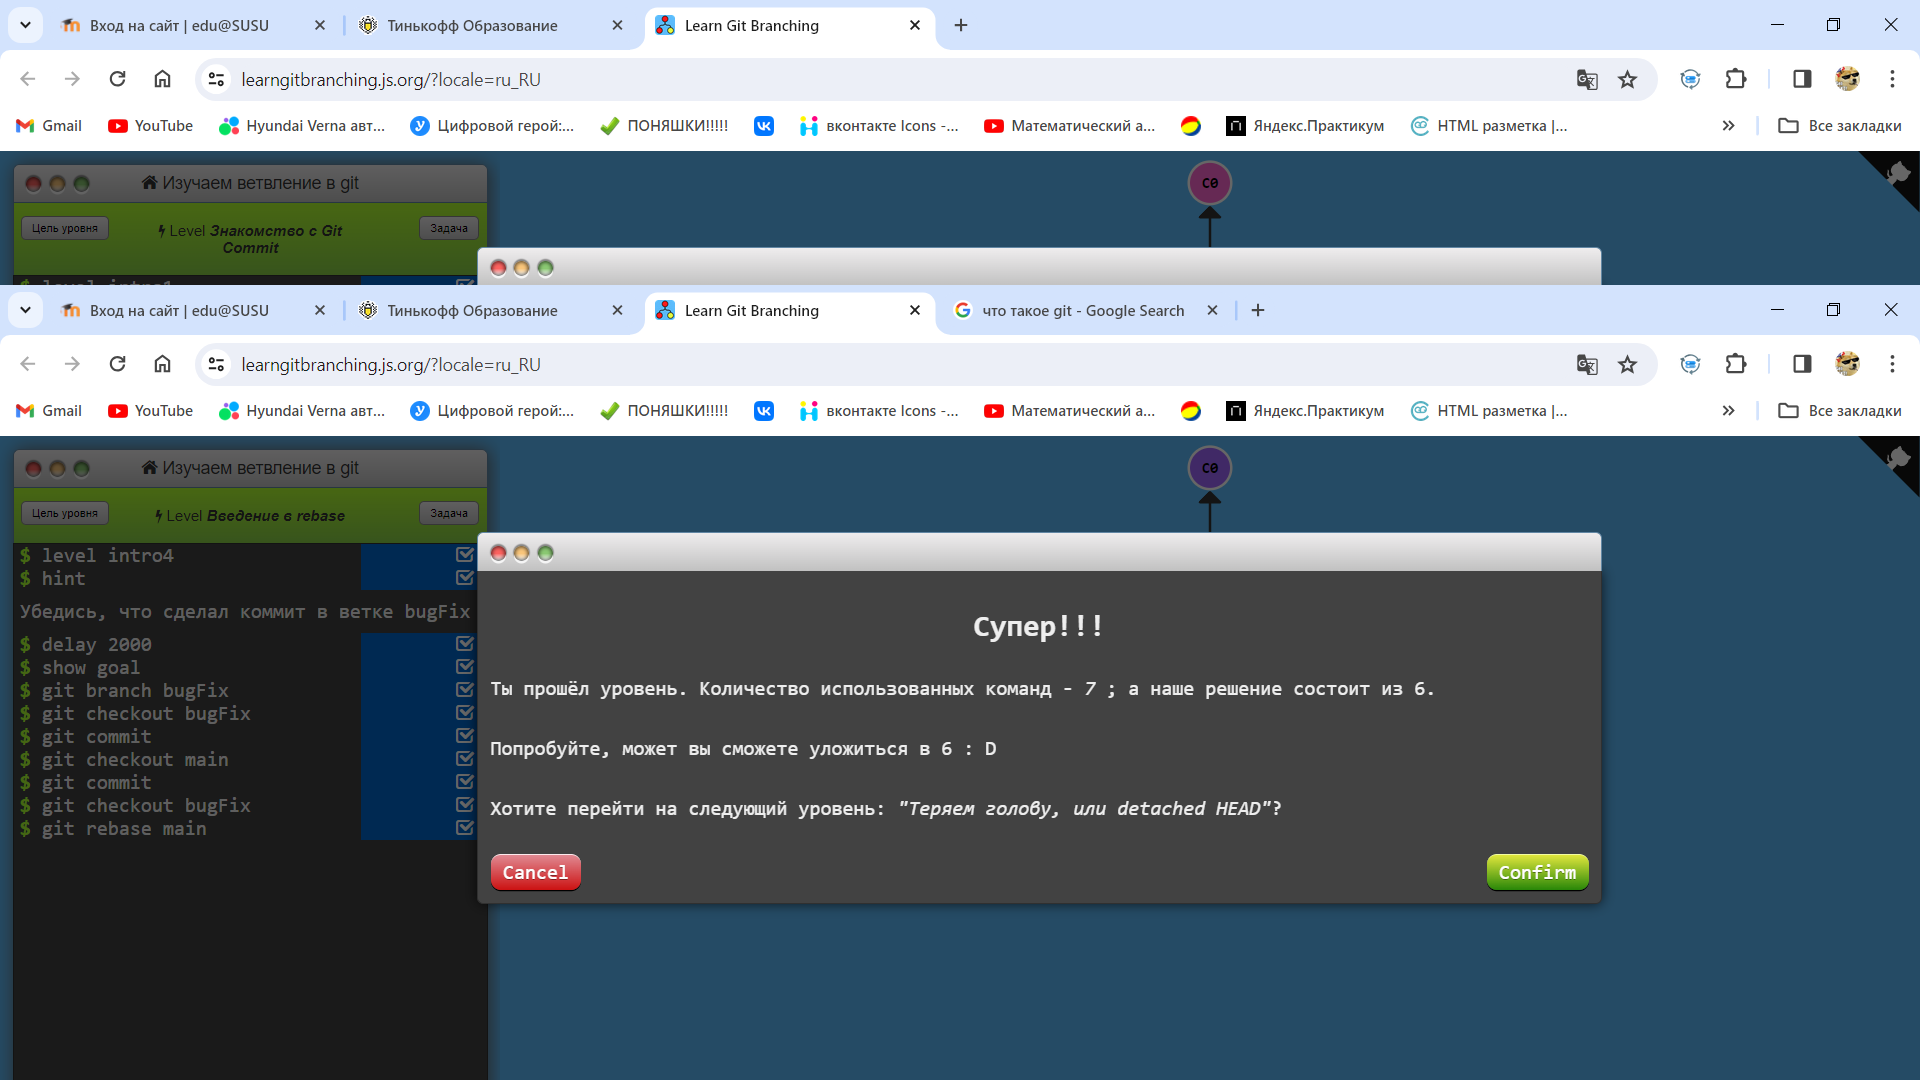 Вход на сайт | edu@SUSU
Тинькофф Образование
Learn Git Branching
learngitbranching.js.org/?locale=ru_RU
Gmail
YouTube
Hyundai Verna авт...
Цифровой герой:...
ПОНЯШКИ!!!!!
вконтакте Icons -...
Математический а...
Яндекс.Практикум
HTML разметка |...
Все закладки
Изучаем ветвление в git
Цель уровня
Level Знакомство с Git
Commit
Задача
$ level intro1
C0
Вход на сайт | edu@SUSU
Тинькофф Образование
Learn Git Branching
что такое git - Google Search
learngitbranching.js.org/?locale=ru_RU
Gmail
YouTube
Hyundai Verna авт...
Цифровой герой:...
ПОНЯШКИ!!!!!
вконтакте Icons -...
Математический а...
Яндекс.Практикум
HTML разметка |...
Все закладки
Изучаем ветвление в git
Цель уровня
Level Введение в rebase
Задача
C0
$ level intro4
$ hint
Убедись, что сделал коммит в ветке bugFix
$ delay 2000
$ show goal
$ git branch bugFix
$ git checkout bugFix
$ git commit
$ git checkout main
$ git commit
$ git checkout bugFix
$ git rebase main
Супер!!!
Ты прошёл уровень. Количество использованных команд - 7 ; а наше решение состоит из 6.
Попробуйте, может вы сможете уложиться в 6 : D
Хотите перейти на следующий уровень: "Теряем голову, или detached HEAD"?
Cancel
Confirm